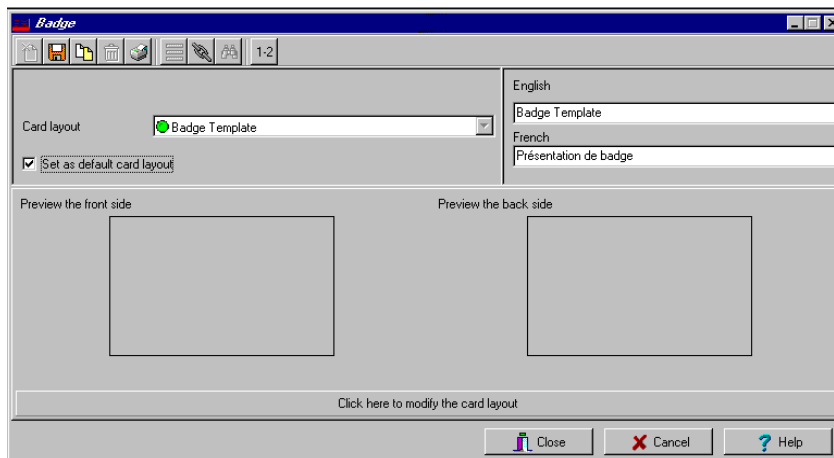 Badge
1-2
English
Card layout
Badge Template
Badge Template
French
Set as default card layout
Présentation de badge
Preview the front side
Preview the back side
Click here to modify the card layout
Close
Cancel
? Help